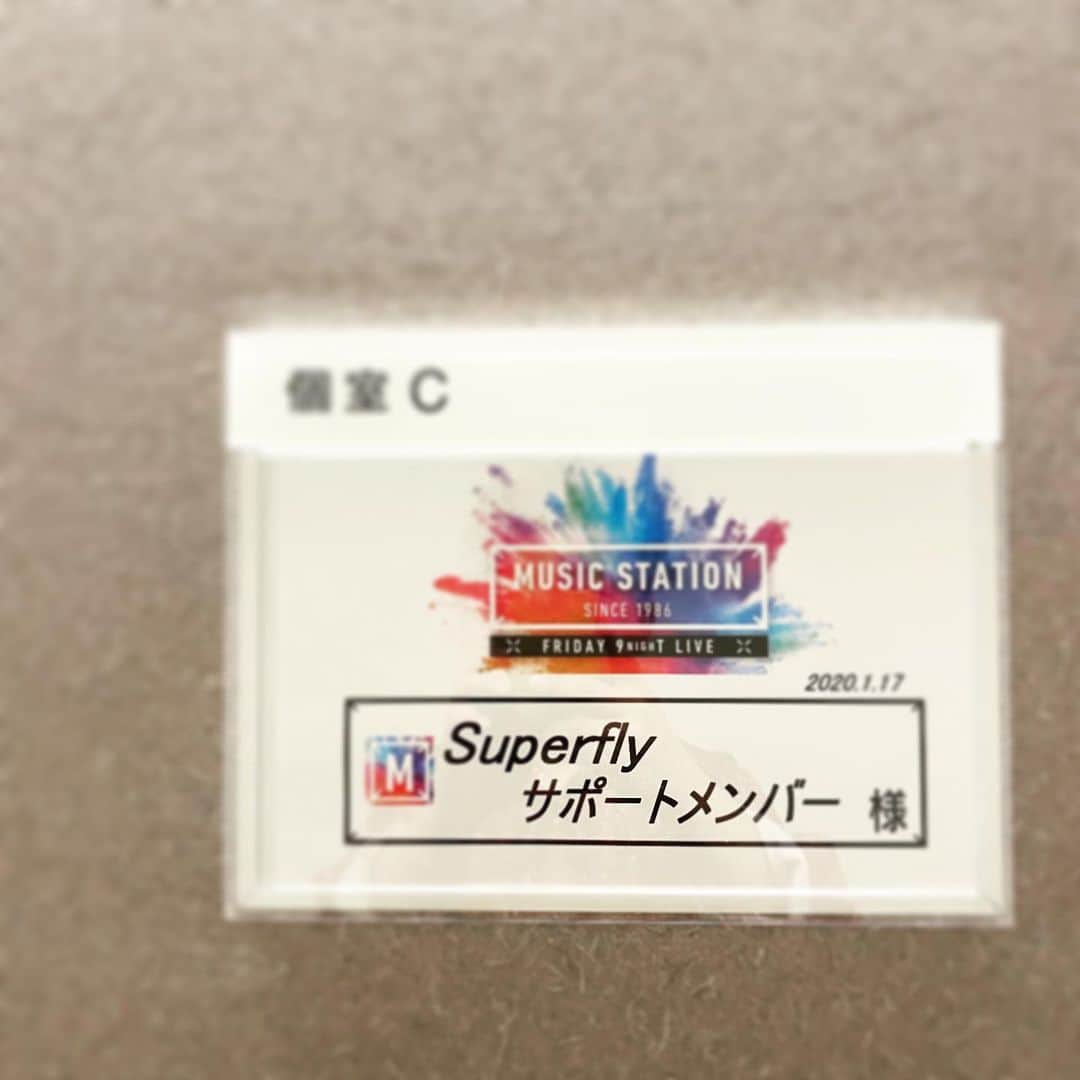 個室 C
MUSIC STATION
SINCE 1986
FRIDAY 9NIGHT LIVE
2020.1.17
M
Superfly
サポートメンバー 様